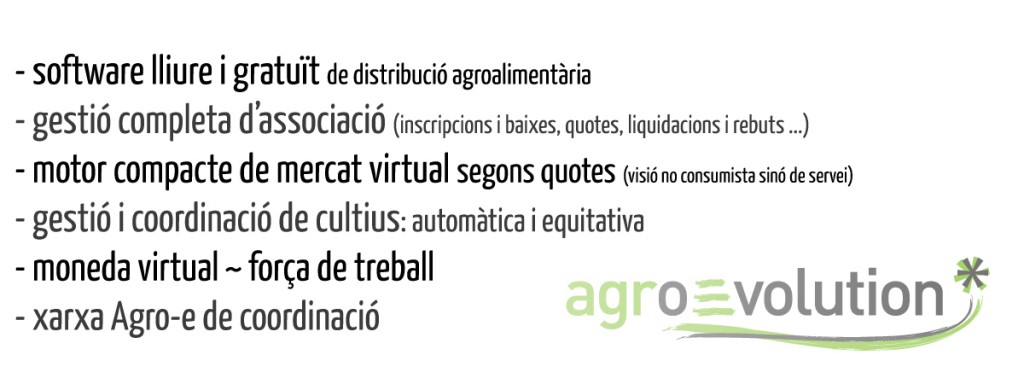 - software lliure i gratuït de distribució agroalimentària
- gestió completa d'associació (inscripcions i baixes, quotes, liquidacions i rebuts ...)
- motor compacte de mercat virtual segons quotes (visió no consumista sinó de servei)
- gestió i coordinació de cultius: automàtica i equitativa
- moneda virtual ~ força de treball
- xarxa Agro-e de coordinació
agroEvolution